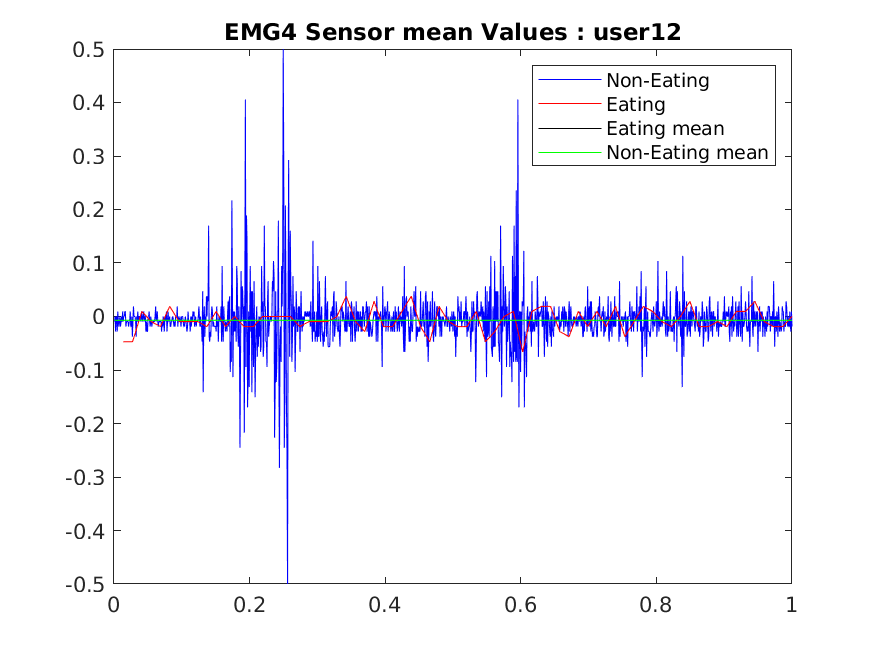 EMG4 Sensor mean Values : user12
0.5
0.4
0.3
0.2
0.1
0
-0.1
-0.2
-0.3
-0.4
-0.5
Non-Eating
Eating
Eating mean
Non-Eating mean
0 0.2 0.4 0.6 0.8 1